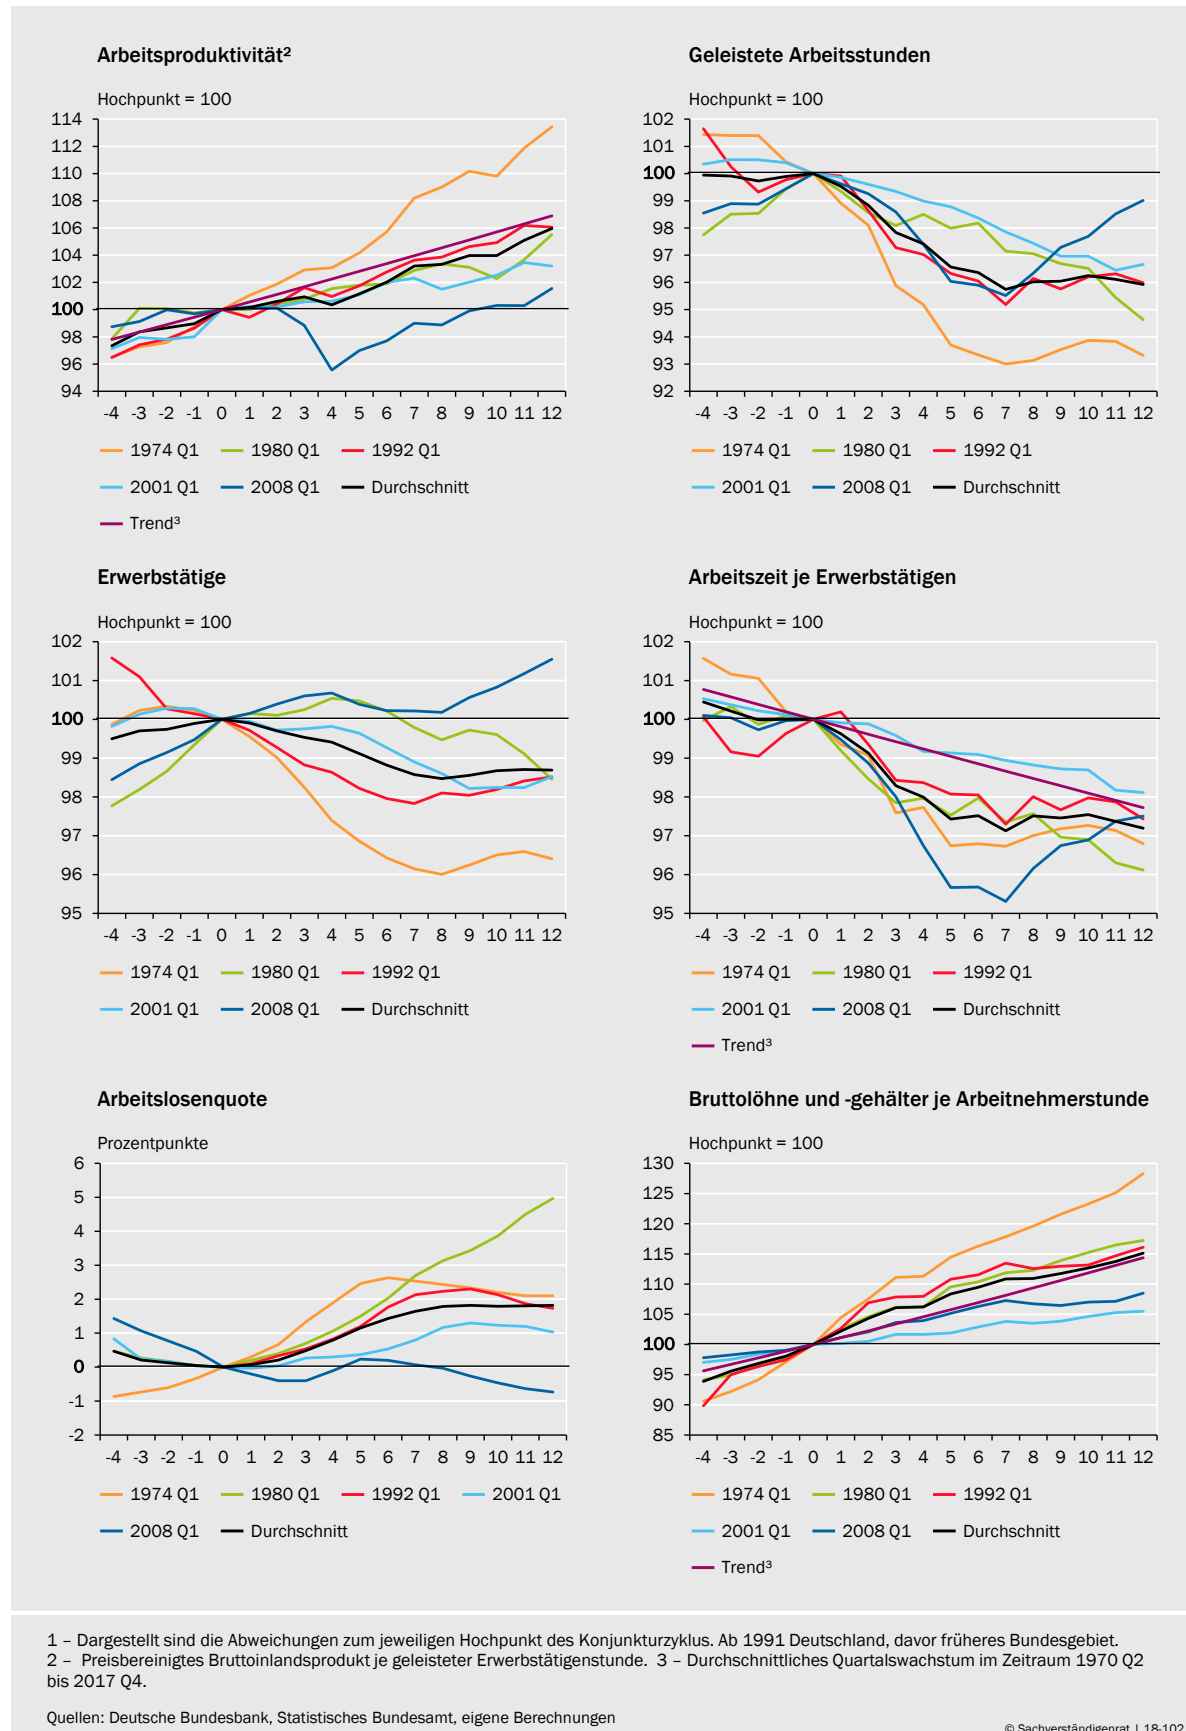 Arbeitsproduktivität²
Hochpunkt = 100
114
112
110
108
106
104
102
100
98
96
94
-4 -3 -2 -1 0 1 2 3 4 5 6 7 8 9 10 11 12
1974 Q1 1980 Q1 1992 Q1
2001 Q1 2008 Q1 Durchschnitt
Trend³
Geleistete Arbeitsstunden
Hochpunkt = 100
102
101
100
99
98
97
96
95
94
93
92
-4 -3 -2 -1 0 1 2 3 4 5 6 7 8 9 10 11 12
1974 Q1 1980 Q1 1992 Q1
2001 Q1 2008 Q1 Durchschnitt
Erwerbstätige
Hochpunkt = 100
102
101
100
99
98
97
96
95
-4 -3 -2 -1 0 1 2 3 4 5 6 7 8 9 10 11 12
1974 Q1 1980 Q1 1992 Q1
2001 Q1 2008 Q1 Durchschnitt
Arbeitszeit je Erwerbstätigen
Hochpunkt = 100
102
101
100
99
98
97
96
95
-4 -3 -2 -1 0 1 2 3 4 5 6 7 8 9 10 11 12
1974 Q1 1980 Q1 1992 Q1
2001 Q1 2008 Q1 Durchschnitt
Trend³
Arbeitslosenquote
Prozentpunkte
6
5
4
3
2
1
0
-1
-2
-4 -3 -2 -1 0 1 2 3 4 5 6 7 8 9 10 11 12
1974 Q1 1980 Q1 1992 Q1 2001 Q1
2008 Q1 Durchschnitt
Bruttolöhne und -gehälter je Arbeitnehmerstunde
Hochpunkt = 100
130
125
120
115
110
105
100
95
90
85
-4 -3 -2 -1 0 1 2 3 4 5 6 7 8 9 10 11 12
1974 Q1 1980 Q1 1992 Q1
2001 Q1 2008 Q1 Durchschnitt
Trend³
1 – Dargestellt sind die Abweichungen zum jeweiligen Hochpunkt des Konjunkturzyklus. Ab 1991 Deutschland, davor früheres Bundesgebiet.
2 – Preisbereinigtes Bruttoinlandsprodukt je geleisteter Erwerbstätigenstunde. 3 – Durchschnittliches Quartalswachstum im Zeitraum 1970 Q2
bis 2017 Q4.
Quellen: Deutsche Bundesbank, Statistisches Bundesamt, eigene Berechnungen
© Sachverständigenrat | 18-102